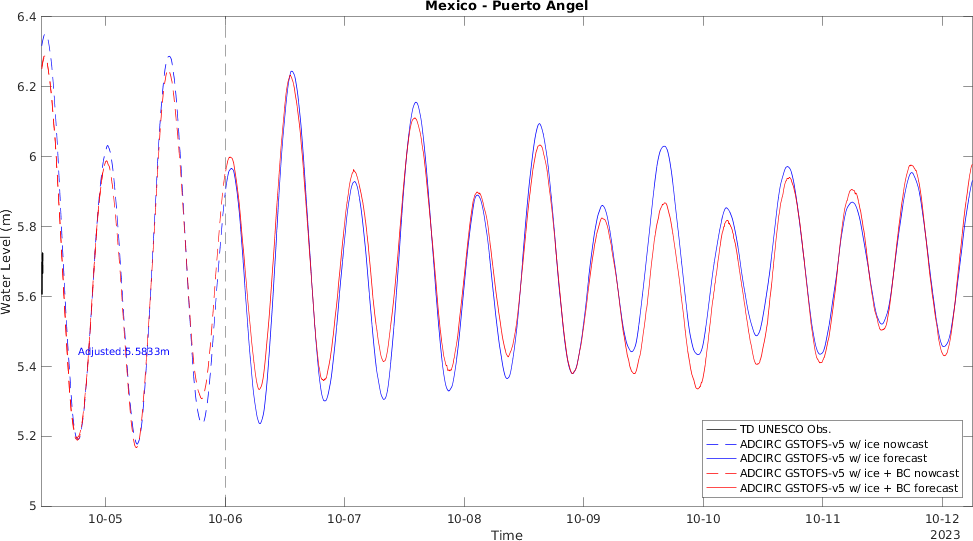 Mexico - Puerto Angel
6.4
6.2
6
5.8
5.6
5.4
5.2
5
Water Level (m)
Adjusted:5.5833m
TD UNESCO Obs.
ADCIRC GSTOFS-v5 w/ ice nowcast
ADCIRC GSTOFS-v5 w/ ice forecast
ADCIRC GSTOFS-v5 w/ ice + BC nowcast
ADCIRC GSTOFS-v5 w/ ice + BC forecast
10-05 10-06 10-07 10-08 10-09 10-10 10-11 10-12
2023
Time